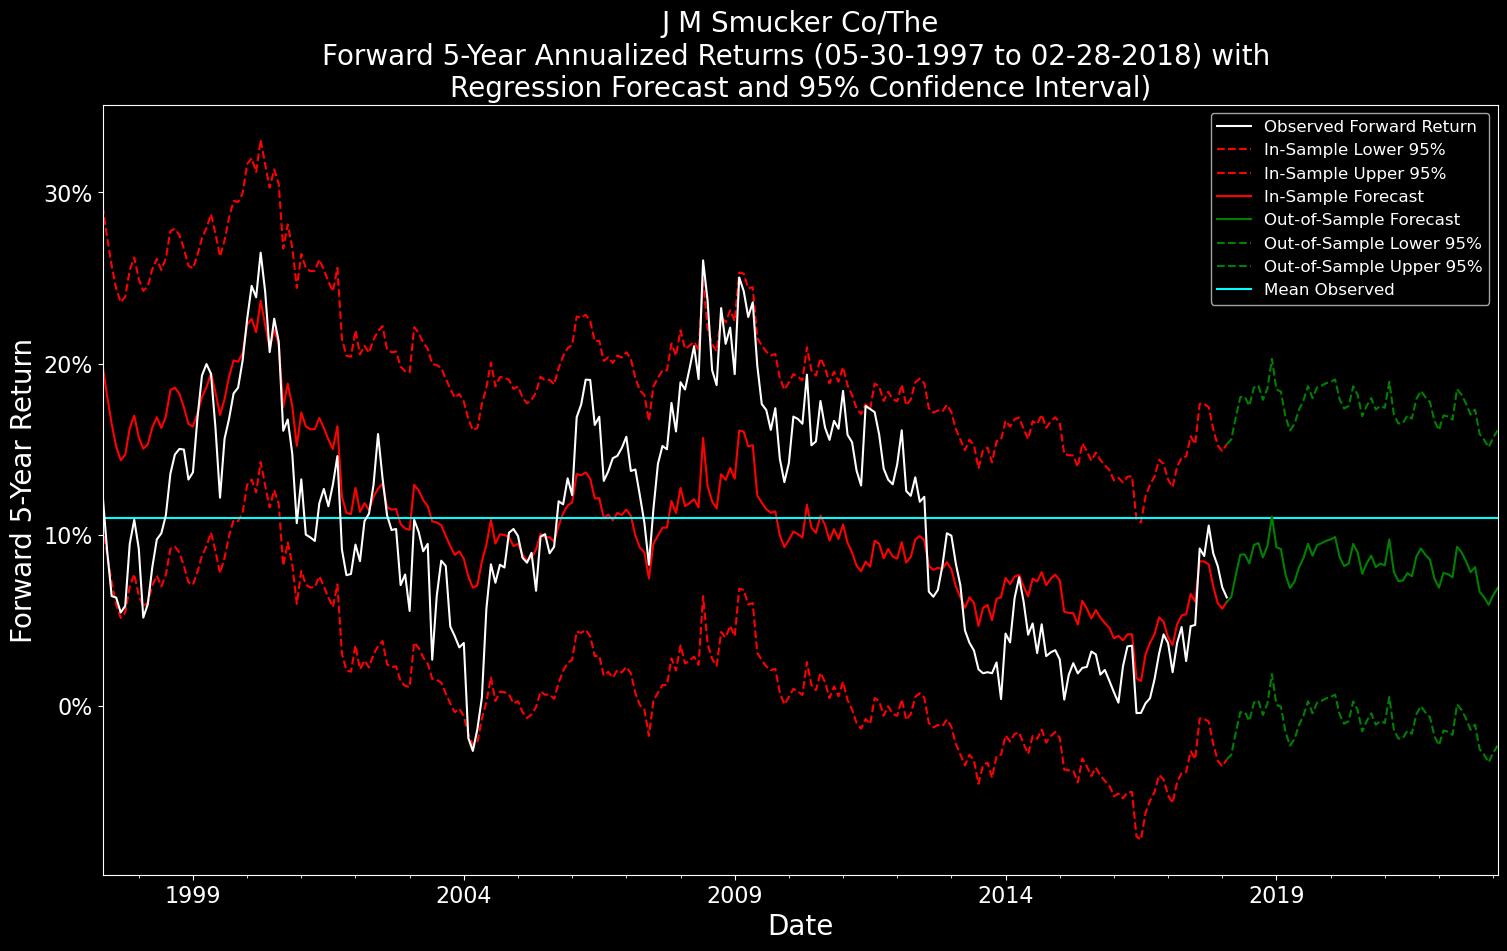 J M Smucker Co/The
Forward 5-Year Annualized Returns (05-30-1997 to 02-28-2018) with
Regression Forecast and 95% Confidence Interval)
Observed Forward Return
In-Sample Lower 95%
In-Sample Upper 95%
In-Sample Forecast
Out-of-Sample Forecast
Out-of-Sample Lower 95%
Out-of-Sample Upper 95%
Mean Observed
Forward 5-Year Return
30%
20%
10%
0%
1999
2004
2009
2014
2019
Date